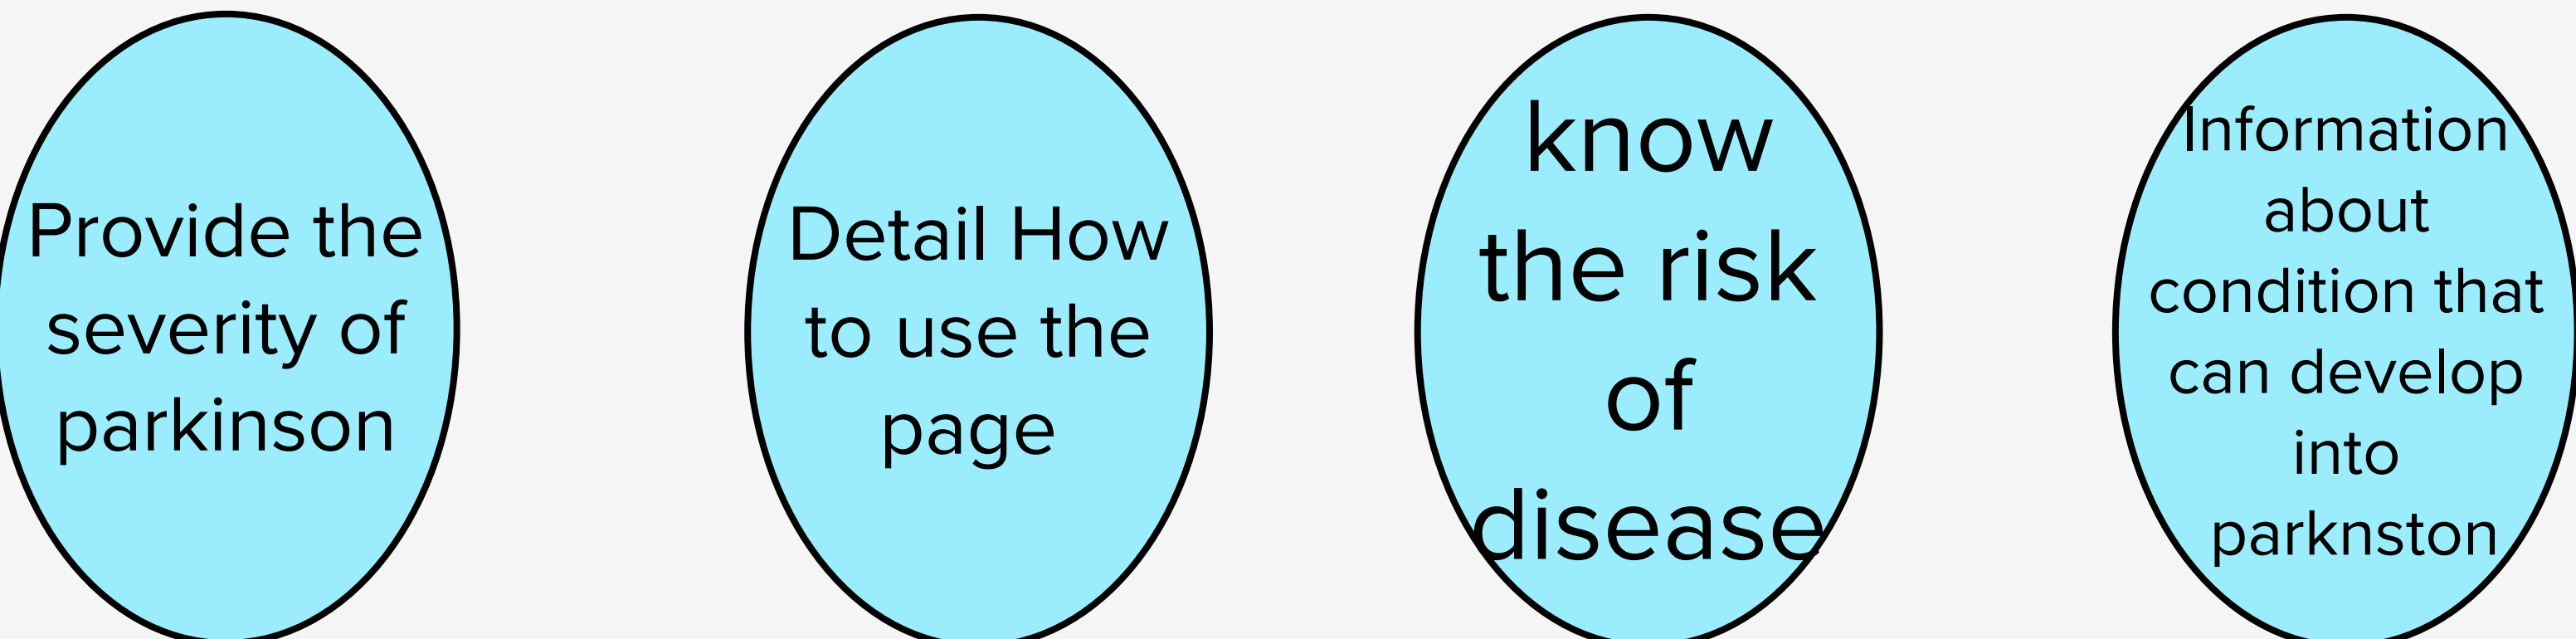 Provide the
severity of
parkinson
Detail How
to use the
page
know
the risk
of
disease
Information
about
condition that
can develop
into
parknston